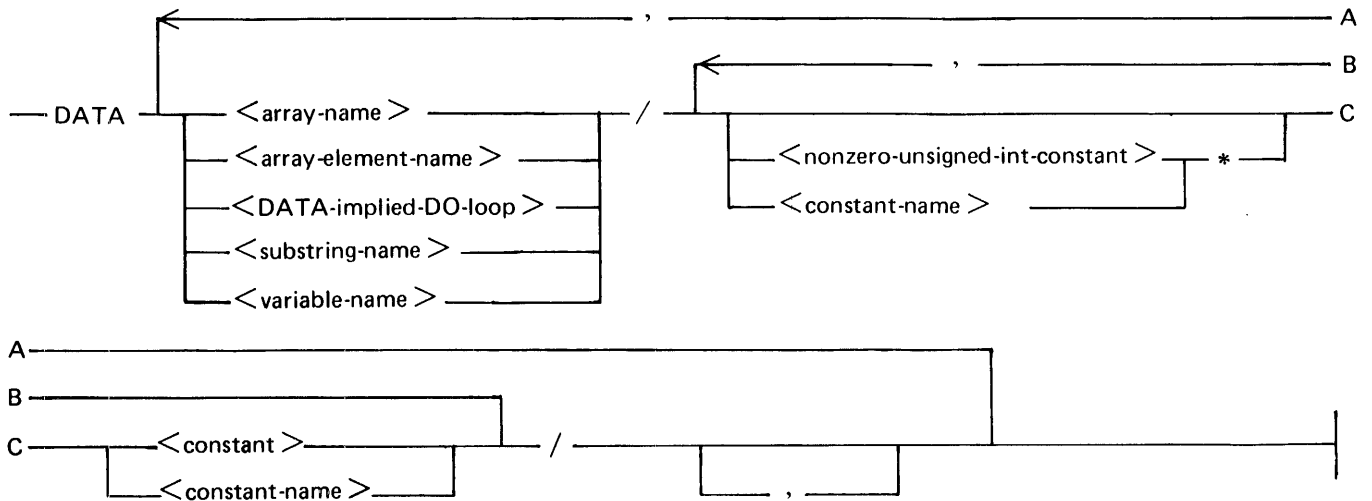 , A
, B
DATA <array-name> / C
<array-element-name> <nonzero-unsigned-int-constant> *
<DATA-implied-DO-loop> <constant-name>
<substring-name>
<variable-name>
A
B
C <constant> /
<constant-name> ,